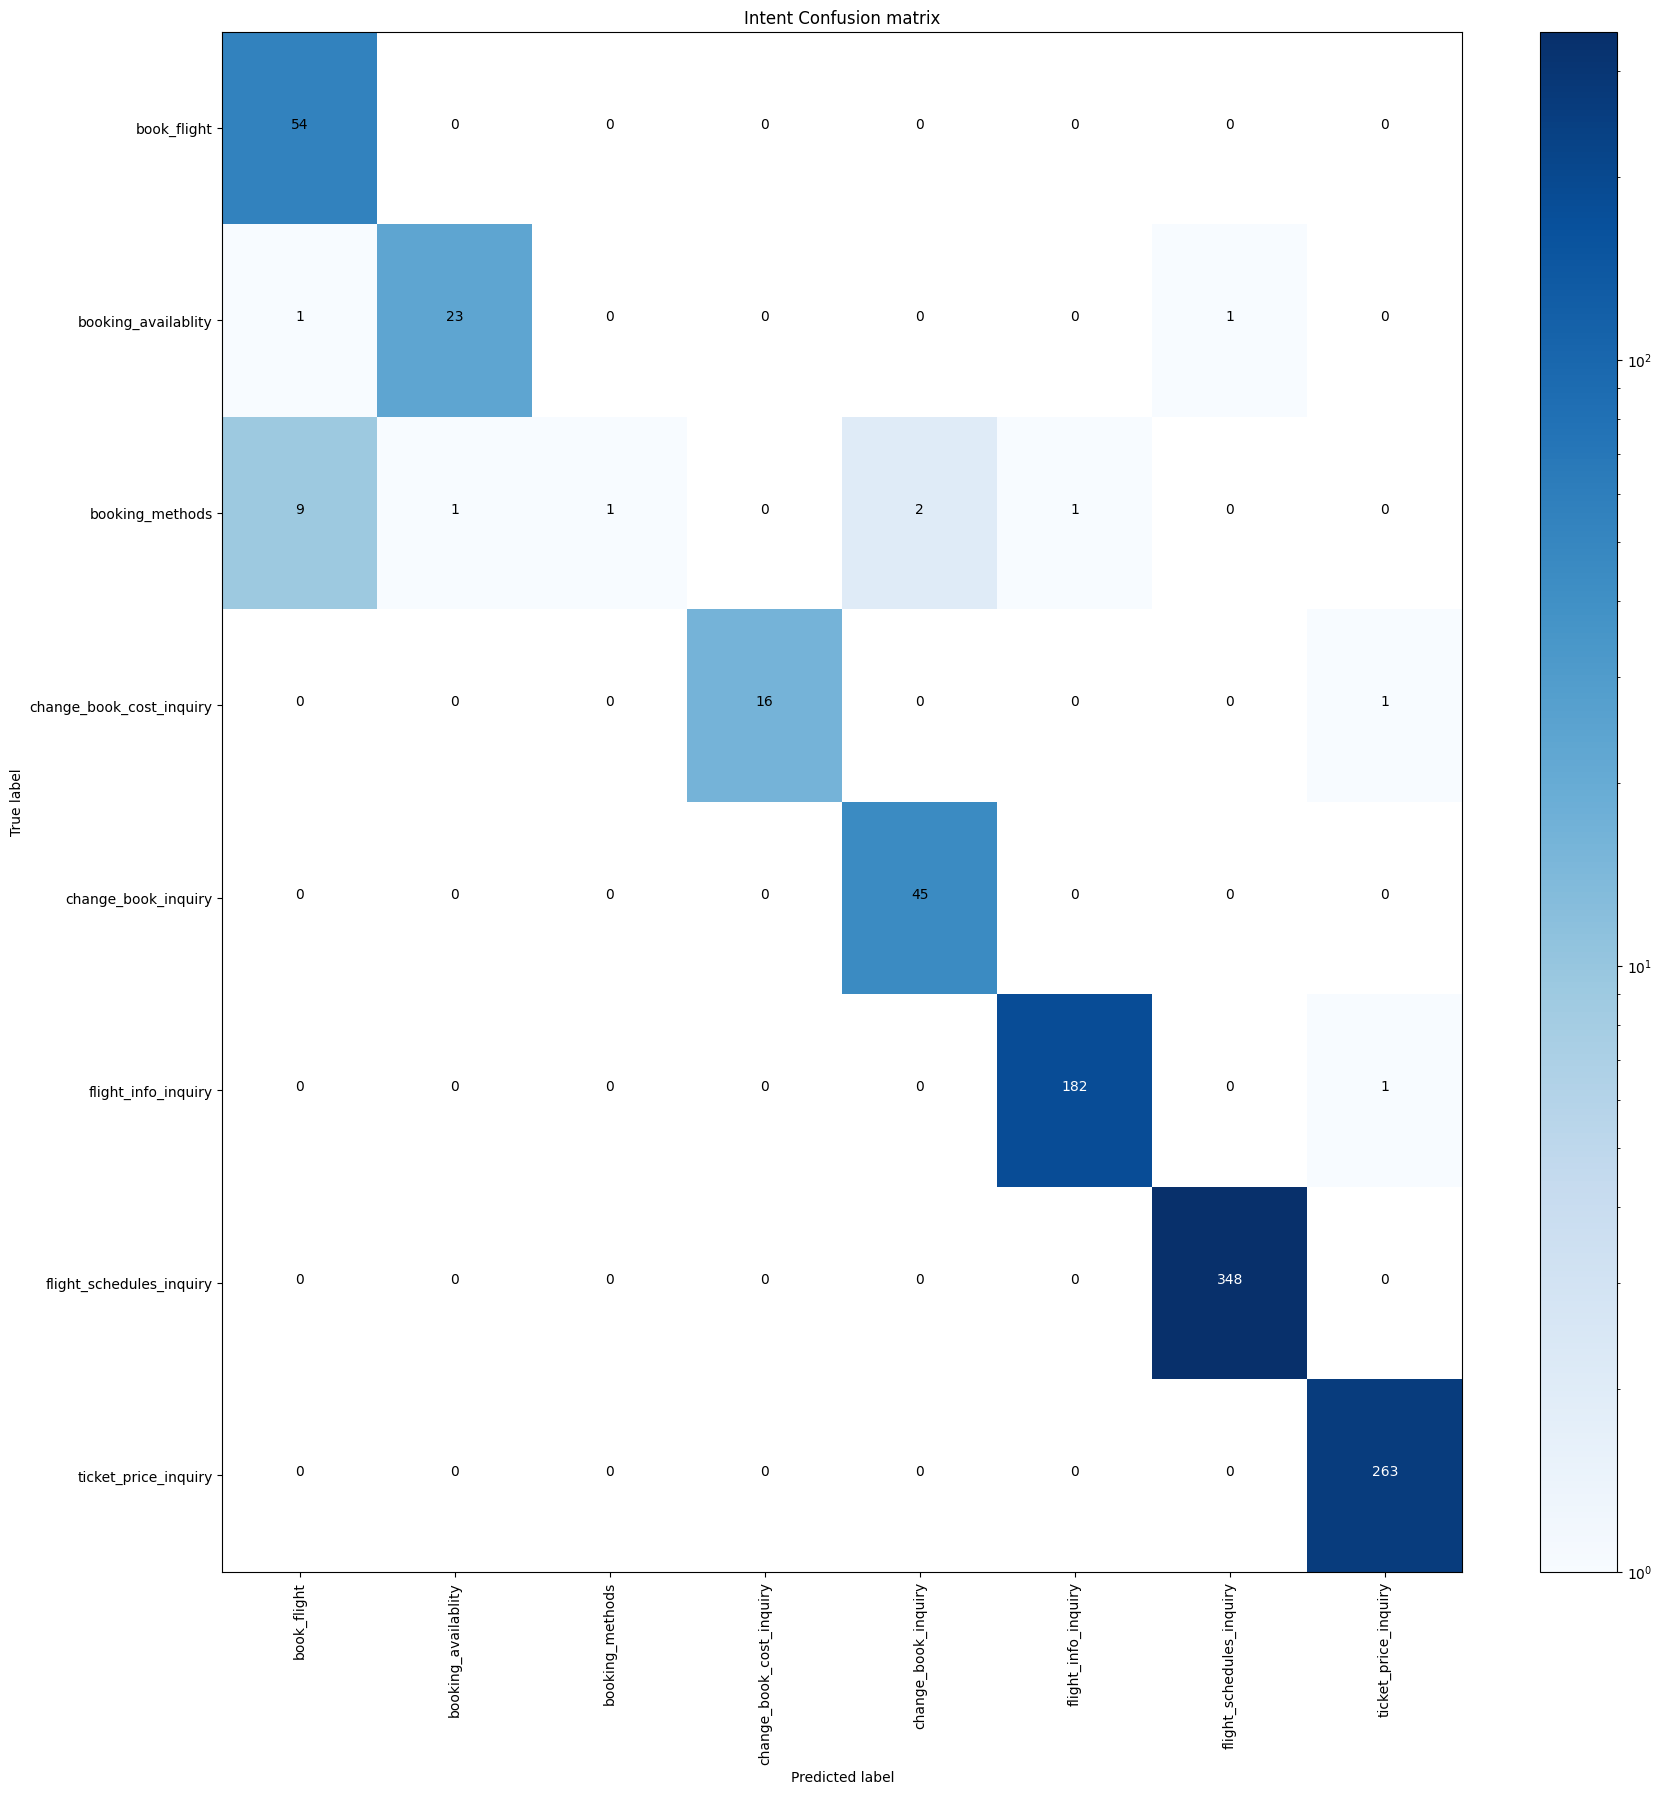 Intent Confusion matrix
book_flight
54 0 0 0 0 0 0 0
booking_availablity
1 23 0 0 0 0 1 0
booking_methods
9 1 1 0 2 1 0 0
change_book_cost_inquiry
0 0 0 16 0 0 0 1
change_book_inquiry
0 0 0 0 45 0 0 0
flight_info_inquiry
0 0 0 0 0 182 0 1
flight_schedules_inquiry
0 0 0 0 0 0 348 0
ticket_price_inquiry
0 0 0 0 0 0 0 263
True label
book_flight
booking_availablity
booking_methods
change_book_cost_inquiry
change_book_inquiry
flight_info_inquiry
flight_schedules_inquiry
ticket_price_inquiry
Predicted label
10²
10¹
10⁰